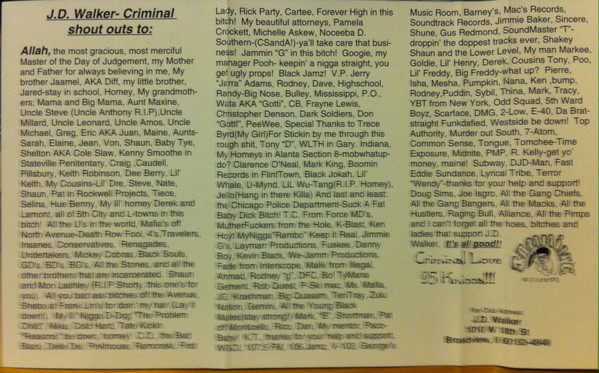 J.D. Walker- Criminal
shout outs to:
Allah, the most gracious, most merciful
Master of the Day of Judgement, my Mother
and Father for always believing in me, My
brother Jaamel, AKA Diff, my little brother,
Jared-stay in school, Homey, My grandmoth-
ers; Mama and Big Mama, Aunt Maxine,
Uncle Steve (Uncle Anthony R.I.P), Uncle
Millard, Uncle Leonard, Uncle Amos, Uncle
Michael, Greg, Eric AKA Juan, Maine, Aunts-
Sarah, Elaine, Jean, Von, Shaun, Baby Tye,
Shelton AKA Cole Slaw, Kenny Smoothe in
Stateville Penitentary, Craig ,Caudell,
Pillsbury, Keith Robinson, Dee Berry, Lil'
Keith, My Cousins-Lil' Dre, Steve, Nate,
Shaun, Pat in Rockwell Projects, Tiece,
Selina, Hue Benny, My lil' homey Derek and
Lamont, all of 5th City and L-towns in this
bitch! All the IJ's in the world, Mafia's off
North Avenue-Death Row Fool, 4's, Travelers,
Insanes, Conservatives, Renagades,
Undertakers, Mickey Cobras, Black Souls,
GD's, BD's, BG's, All the Stones, and all the
other brothers that are incarcerated. Shaun
and Mon Lashley (R.I.P Shorty, this one's for
you). All you bad ass bitches off the Avenue,
Sheba at Frank Lin's for doin' my hair (Lay it
down!), My lil' Nigga I-Dog "The Problem
Child", Nikki, Cold Hard, Tate Kickin'
"Reason", be down, homey! .D.D. the Bad
Lady, Rick Party, Cartee, Forever High in this
bitch! My beautiful attorneys, Pamela
Crockett, Michelle Askew, Noceeba D.
Southern-(CSandA!)-ya'll take care that busi-
ness! Jammin "G" in this bitch! Googie, my
manager Pooh- keepin' a nigga straight, you
get ugly props! Black Jamz! V.P. Jerry
"Jarra" Adams, Rodney, Dave, Highschool,
Randy-Big Nose, Bulley, Mississippi, P.O.,
Wata AKA "Gotti", CB, Frayne Lewis,
Christopher Denson, Dark Soldiers, Don
"Gotti", PeeWee, Special Thanks to Trece
Byrd(My Girl)For Stickin by me through this
rough shit, Tony "D", WLTH in Gary. Indiana,
My Homeys in Alanta Section 8-mobwhatup-
do? Clarence O'Neal, Mark King, Boomin
Records in FlintTown, Black Jokah, Lil'
Whale, U-Mynd, LiL Wu-Tang(R.I.P. Homey),
Jello(Hang in there Killa) And last and least:
the Chicago Police Department-Suck A Fat
Baby Dick Bitch! T.C. From Force MD's,
MutherFuckers from the Hole, K-Blast, Ken
Hoy! MyNigga"Rambo" Keep it Real, Jimmie
G's, Layman Productions, Fuskee, Danny
Boy, Kevin Black, We-Jamm Productions,
Fade from Interscope, Malik from Illegal,
Ahmad, Rodney "g", DFC, Bo! TyMane
Gement, Rob Quest, P-Ski mac, Ms. Mafia,
JC, Krashman, Big Quasam, TenTray, Zulu
Nation, Gemini, All the Young Black
Males(stay strong!) Mark "S", Shortman, Pat
of Monticello, Rico, Dan, My mentor, Paco-
Baby! K.T., thanks for you help and support,
Music Room, Barney's, Mac's Records,
Soundtrack Records, Jimmie Baker, Sincere,
Shune, Gus Redmond, SoundMaster "T"-
droppin' the doppest tracks ever, Shakey
Shaun and the Lower Level, My man Markee,
Goldie, Lil' Henry, Derek, Cousins Tony, Poo,
Lil' Freddy, Big Freddy-what up? Pierre,
Isha, Mesha, Pumpkin, Nana, Ken bump,
Rodney,Puddin, Sybil, Thina, Mark, Tracy,
YBT from New York, Odd Squad, 5th Ward
Boyz, Scarface, DMG, 2-Low, E-40, Da Brat-
straight Funkdafied, Westside be down! Top
Authority, Murder out South, 7-Atom,
Common Sense, Tongue, Tomchee-Time
Exposure, Midnite, PMP, R. Kelly-get yo'
money, maine! Subway, DJD-Man, Fast
Eddie Sundance, Lyrical Tribe, Terror
"Wendy"-thanks for your help and support!
Doug Sims, Joe Isgro, All the Gang Chiefs,
All the Gang Bangers, All the Macks, All the
Hustlers, Raging Bull, Alliance, All the Pimps
and I can't forget all the hoes, bitches and
ladies that support J.D.
Walker, It's all good!!
Criminal Love
95 Knigga!!!
Fan Club Address:
J.D. Walker
Broadview, Il 60153-4848